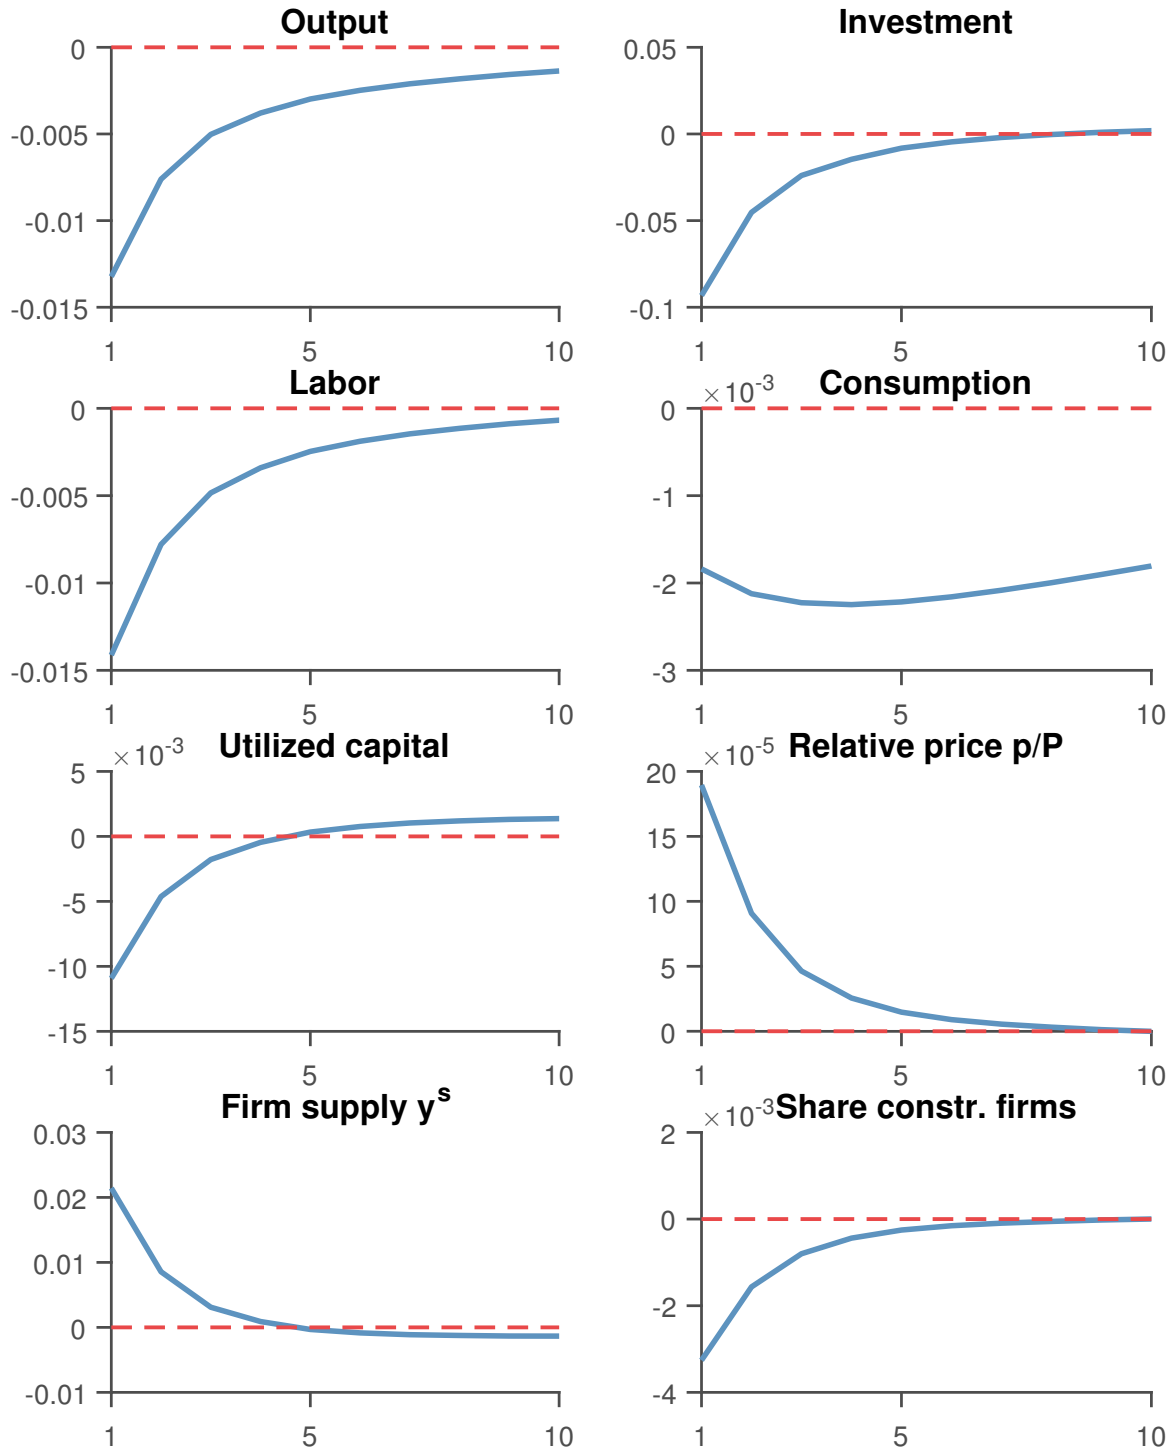 Output
0
-0.005
-0.01
-0.015
1 5 10
Investment
0.05
0
-0.05
-0.1
1 5 10
Labor
0
-0.005
-0.01
-0.015
1 5 10
Consumption
×10⁻³
0
-1
-2
-3
1 5 10
Utilized capital
×10⁻³
5
0
-5
-10
-15
1 5 10
Relative price p/P
×10⁻⁵
20
15
10
5
0
1 5 10
Firm supply yˢ
0.03
0.02
0.01
0
-0.01
1 5 10
Share constr. firms
×10⁻³
2
0
-2
-4
1 5 10